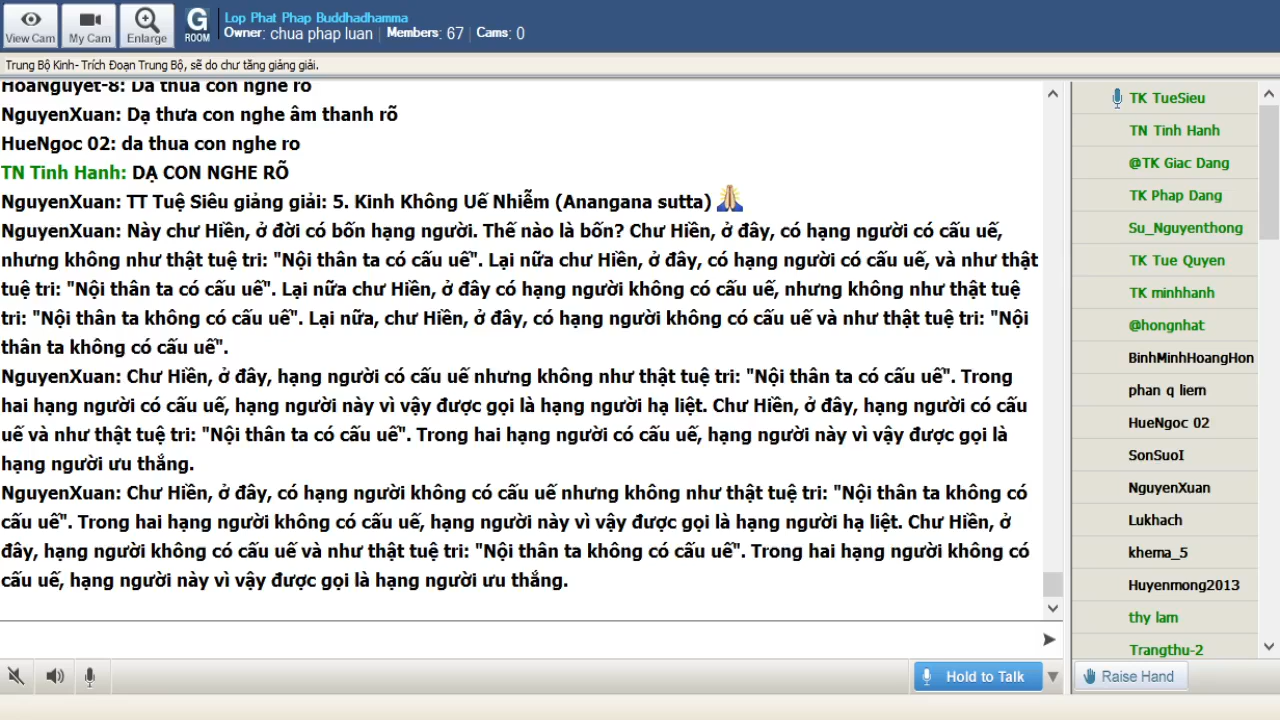 View Cam
My Cam
Enlarge
G
ROOM
Lop Phat Phap Buddhadhamma
Owner: chua phap luan | Members: 67 | Cams: 0
Trung Bộ Kinh- Trích Đoạn Trung Bộ, sẽ do chư tăng giảng giải.
HoaNguyet-8: Da thua con nghe ro
NguyenXuan: Dạ thưa con nghe âm thanh rõ
HueNgoc 02: da thua con nghe ro
TN Tinh Hanh: DẠ CON NGHE RÕ
NguyenXuan: TT Tuệ Siêu giảng giải: 5. Kinh Không Uế Nhiễm (Anangana sutta)
NguyenXuan: Này chư Hiền, ở đời có bốn hạng người. Thế nào là bốn? Chư Hiền, ở đây, có hạng người có cấu uế,
nhưng không như thật tuệ tri: "Nội thân ta có cấu uế". Lại nữa chư Hiền, ở đây, có hạng người có cấu uế, và như thật
tuệ tri: "Nội thân ta có cấu uế". Lại nữa chư Hiền, ở đây có hạng người không có cấu uế, nhưng không như thật tuệ
tri: "Nội thân ta không có cấu uế". Lại nữa, chư Hiền, ở đây, có hạng người không có cấu uế và như thật tuệ tri: "Nội
thân ta không có cấu uế".
NguyenXuan: Chư Hiền, ở đây, hạng người có cấu uế nhưng không như thật tuệ tri: "Nội thân ta có cấu uế". Trong
hai hạng người có cấu uế, hạng người này vì vậy được gọi là hạng người hạ liệt. Chư Hiền, ở đây, hạng người có cấu
uế và như thật tuệ tri: "Nội thân ta có cấu uế". Trong hai hạng người có cấu uế, hạng người này vì vậy được gọi là
hạng người ưu thắng.
NguyenXuan: Chư Hiền, ở đây, có hạng người không có cấu uế nhưng không như thật tuệ tri: "Nội thân ta không có
cấu uế". Trong hai hạng người không có cấu uế, hạng người này vì vậy được gọi là hạng người hạ liệt. Chư Hiền, ở
đây, hạng người không có cấu uế và như thật tuệ tri: "Nội thân ta không có cấu uế". Trong hai hạng người không có
cấu uế, hạng người này vì vậy được gọi là hạng người ưu thắng.
TK TueSieu
TN Tinh Hanh
@TK Giac Dang
TK Phap Dang
Su_Nguyenthong
TK Tue Quyen
TK minhhanh
@hongnhat
BinhMinhHoangHon
phan q liem
HueNgoc 02
SonSuoI
NguyenXuan
Lukhach
khema_5
Huyenmong2013
thy lam
Trangthu-2
Hold to Talk
Raise Hand